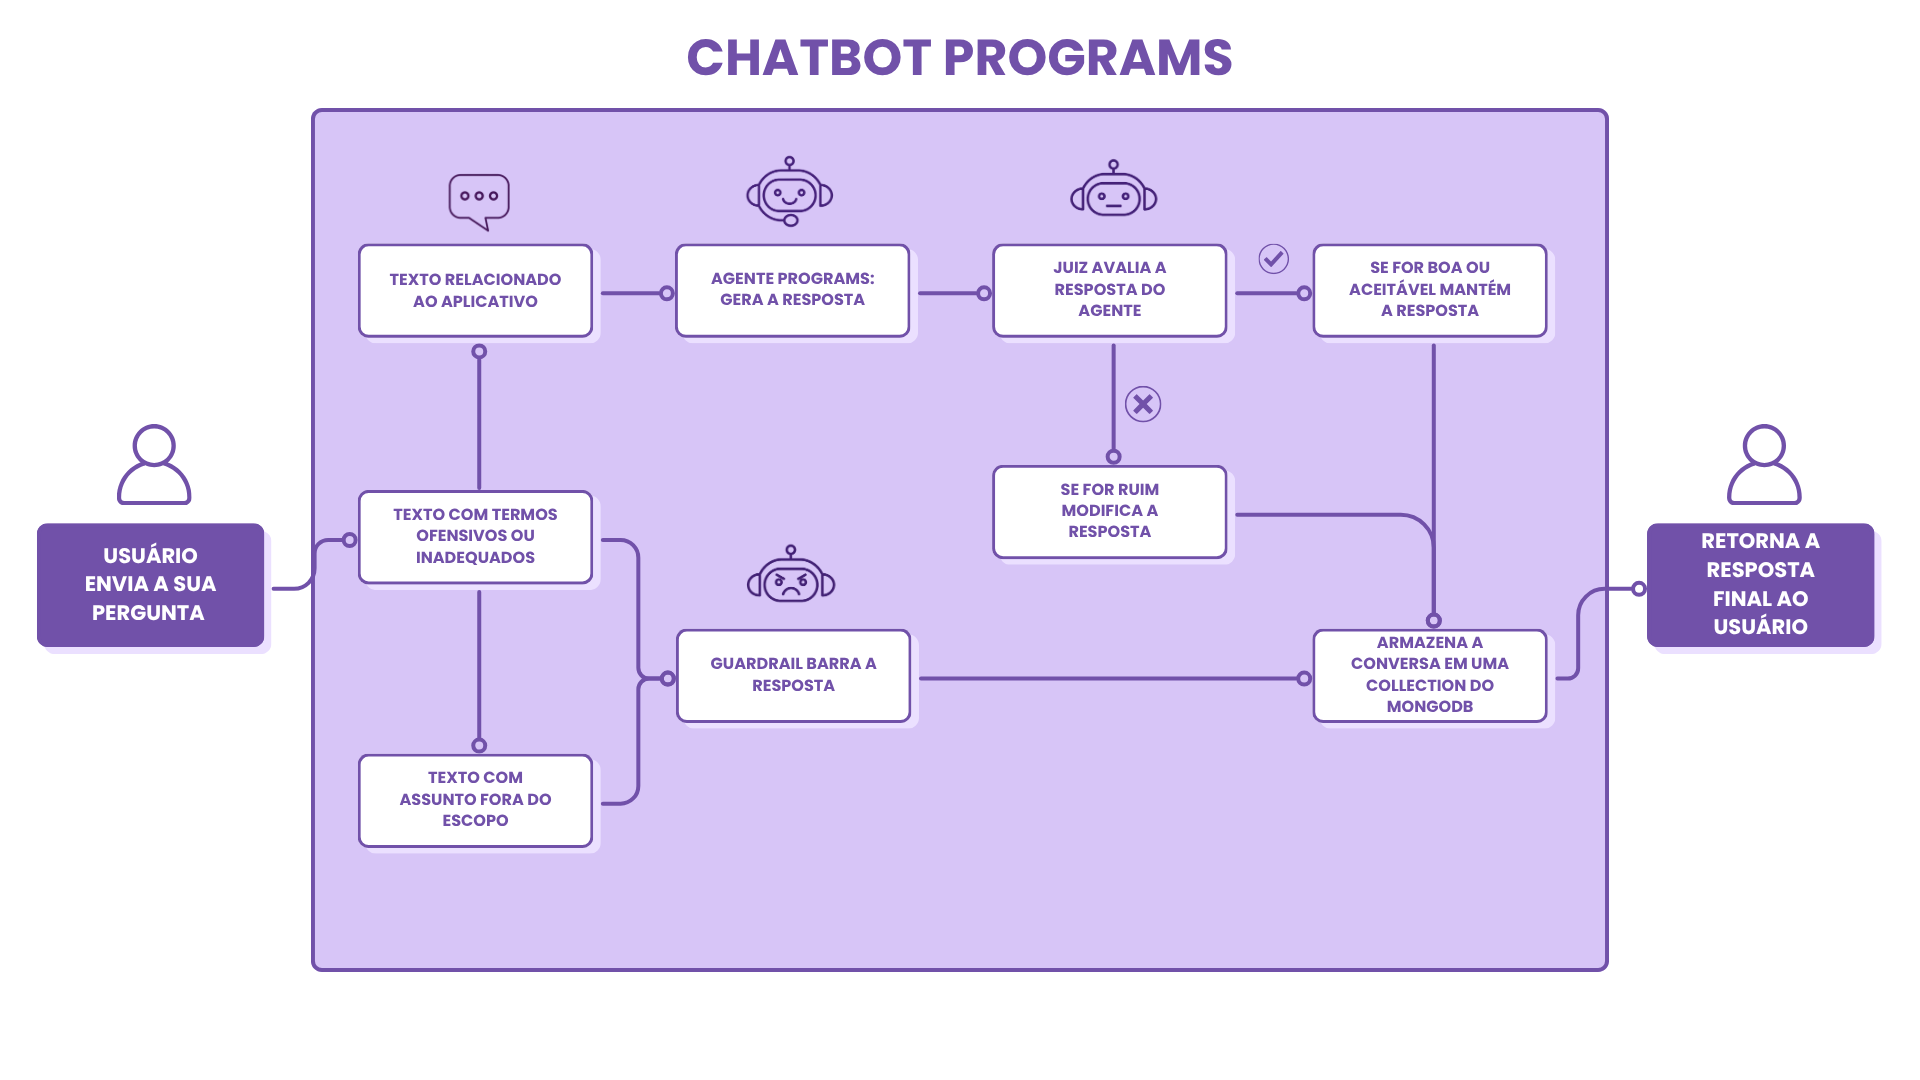 CHATBOT PROGRAMS
TEXTO RELACIONADO
AO APLICATIVO
AGENTE PROGRAMS:
GERA A RESPOSTA
JUIZ AVALIA A
RESPOSTA DO
AGENTE
SE FOR BOA OU
ACEITÁVEL MANTÉM
A RESPOSTA
USUÁRIO
ENVIA A SUA
PERGUNTA
TEXTO COM TERMOS
OFENSIVOS OU
INADEQUADOS
SE FOR RUIM
MODIFICA A
RESPOSTA
GUARDRAIL BARRA A
RESPOSTA
ARMAZENA A
CONVERSA EM UMA
COLLECTION DO
MONGODB
RETORNA A
RESPOSTA
FINAL AO
USUÁRIO
TEXTO COM
ASSUNTO FORA DO
ESCOPO